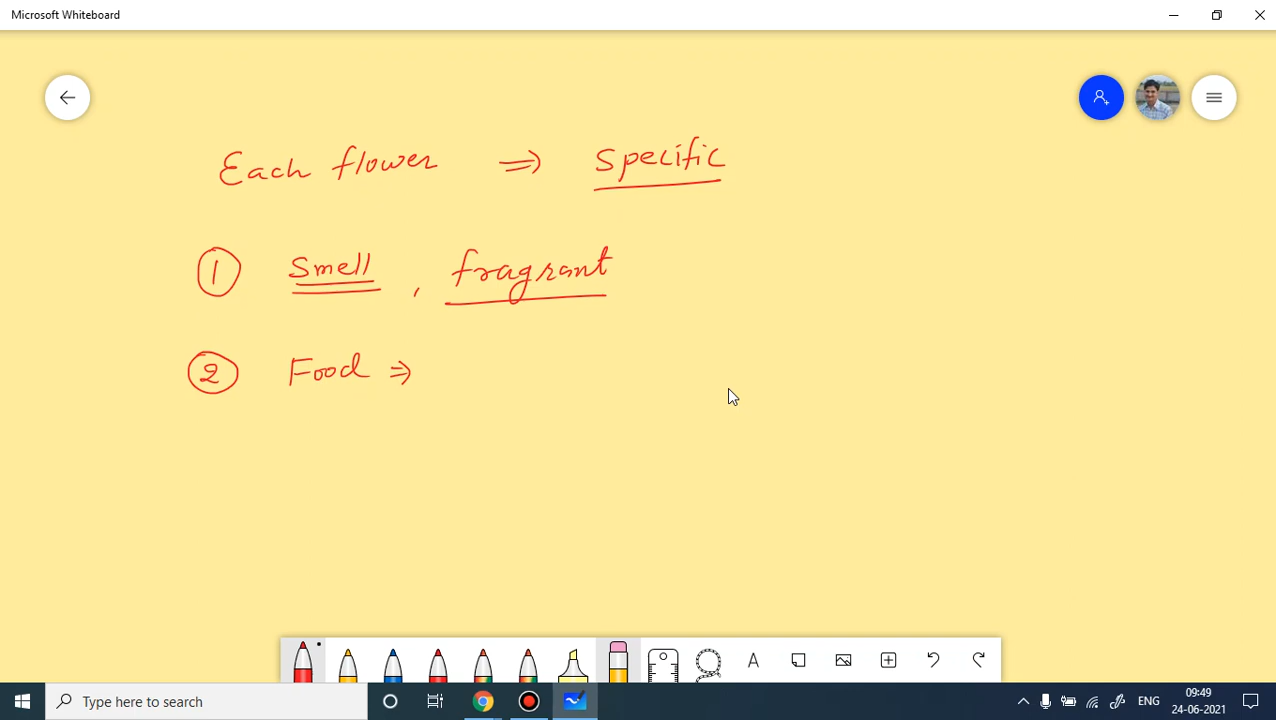 Microsoft Whiteboard
Each flower ⇒ Specific
① Smell, fragrant
② Food ⇒
A
Type here to search
ENG
09:49
24-06-2021